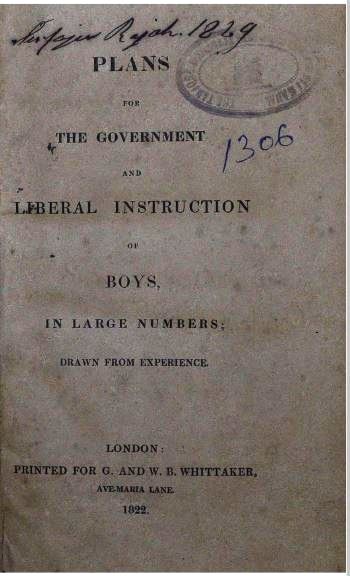 Rajah. 1829
PLANS
FOR
THE GOVERNMENT
1306
AND
LIBERAL INSTRUCTION
OF
BOYS,
IN LARGE NUMBERS;
DRAWN FROM EXPERIENCE.
LONDON:
PRINTED FOR G. AND W. B. WHITTAKER,
AVE-MARIA LANE.
1822.